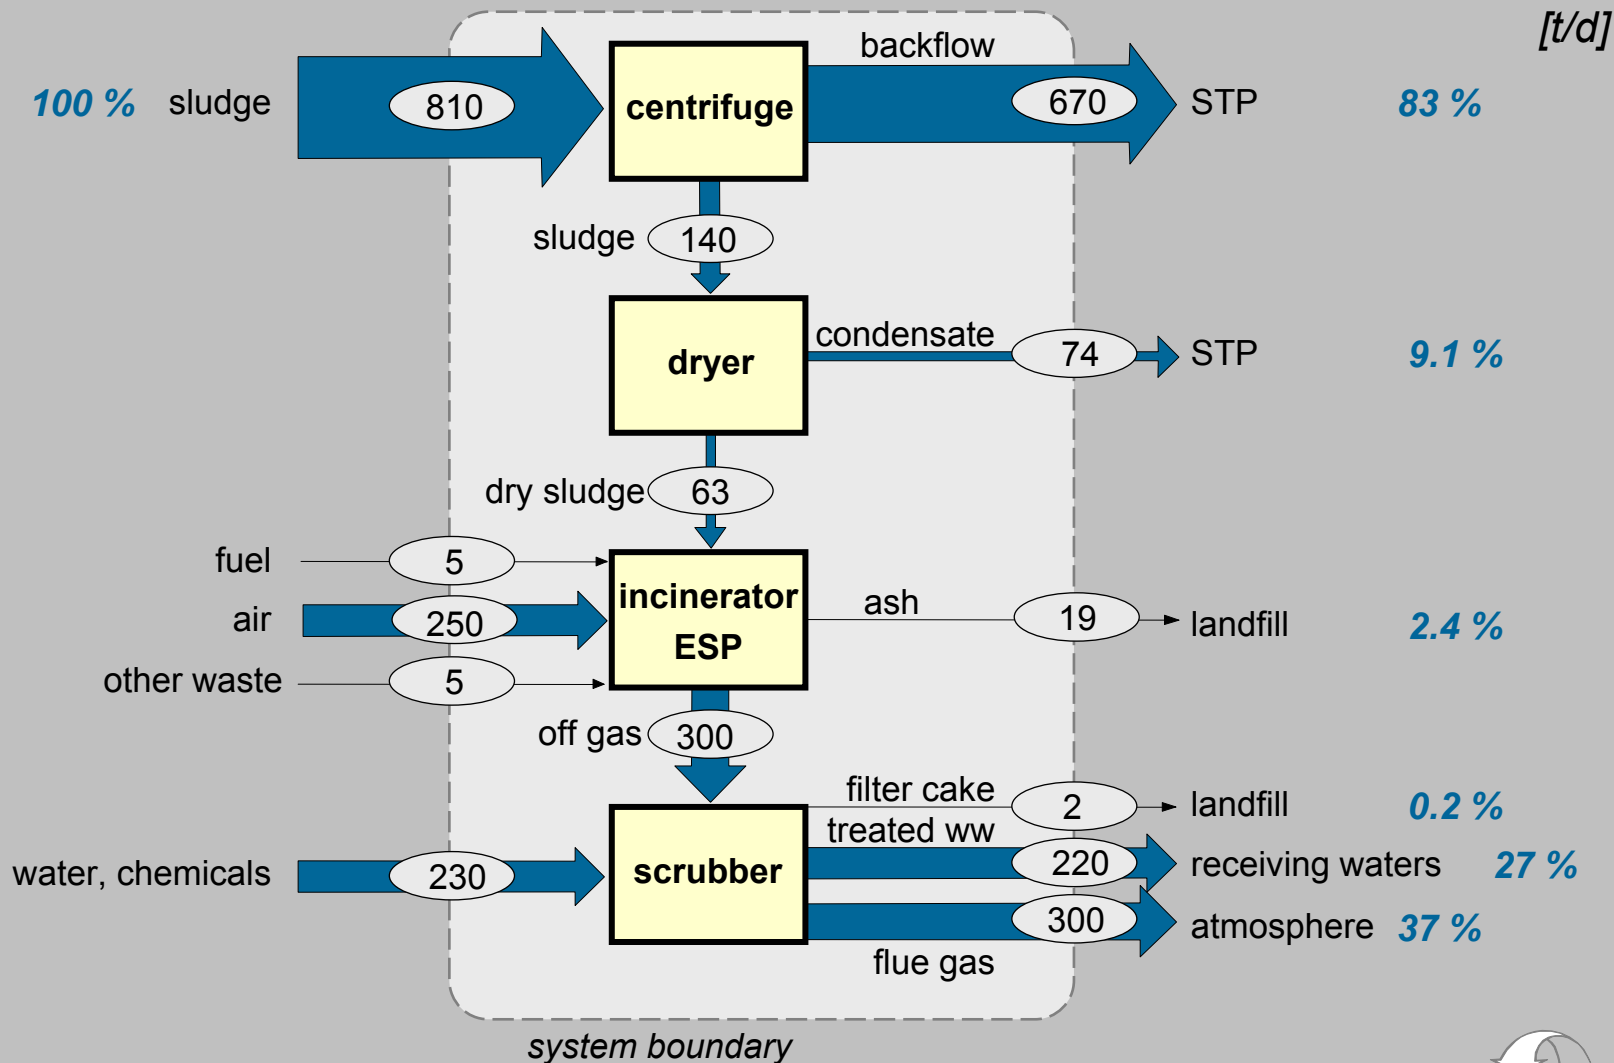 [t/d]
backflow
100 % sludge 810 centrifuge 670 STP 83 %
sludge 140
condensate
dryer 74 STP 9.1 %
dry sludge 63
fuel 5
incinerator ash
air 250 19 landfill 2.4 %
ESP
other waste 5
off gas 300
filter cake 2 landfill 0.2 %
treated ww
water, chemicals 230 scrubber 220 receiving waters 27 %
300 atmosphere 37 %
flue gas
system boundary